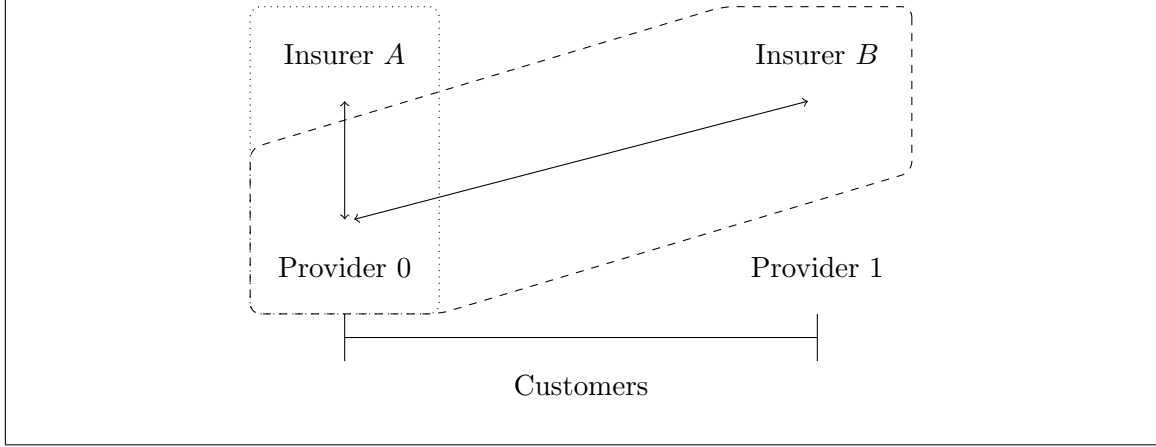 Insurer A
Insurer B
Provider 0
Provider 1
Customers